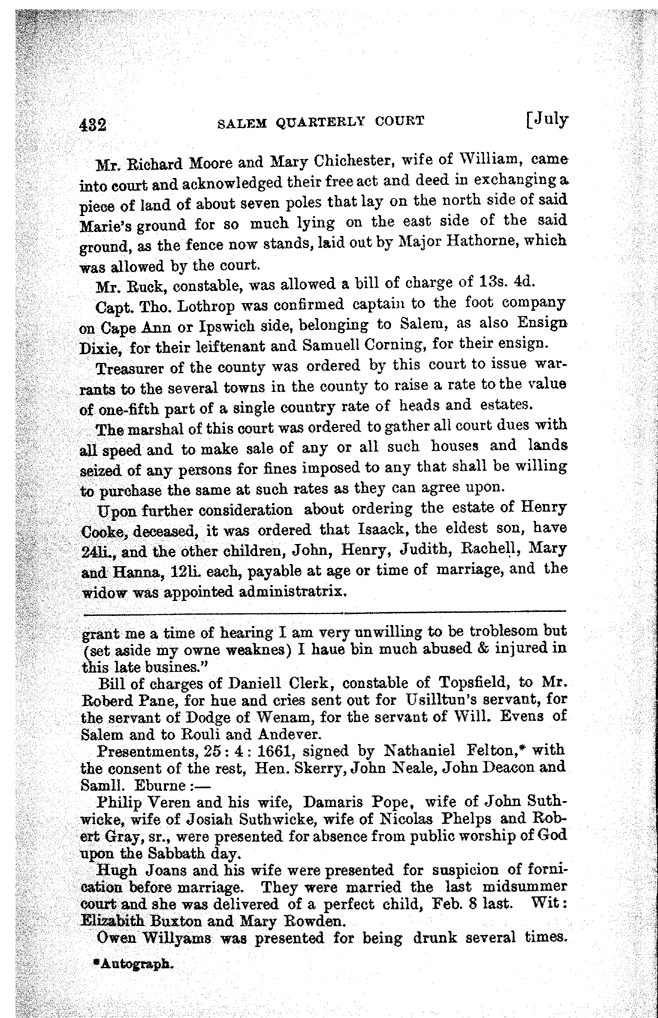 432 SALEM QUARTERLY COURT [July
Mr. Richard Moore and Mary Chichester, wife of William, came
into court and acknowledged their free act and deed in exchanging a
piece of land of about seven poles that lay on the north side of said
Marie's ground for so much lying on the east side of the said
ground, as the fence now stands, laid out by Major Hathorne, which
was allowed by the court.
Mr. Ruck, constable, was allowed a bill of charge of 13s. 4d.
Capt. Tho. Lothrop was confirmed captain to the foot company
on Cape Ann or Ipswich side, belonging to Salem, as also Ensign
Dixie, for their leiftenant and Samuell Corning, for their ensign.
Treasurer of the county was ordered by this court to issue war-
rants to the several towns in the county to raise a rate to the value
of one-fifth part of a single country rate of heads and estates.
The marshal of this court was ordered to gather all court dues with
all speed and to make sale of any or all such houses and lands
seized of any persons for fines imposed to any that shall be willing
to purchase the same at such rates as they can agree upon.
Upon further consideration about ordering the estate of Henry
Cooke, deceased, it was ordered that Isaack, the eldest son, have
24li., and the other children, John, Henry, Judith, Rachell, Mary
and Hanna, 12li. each, payable at age or time of marriage, and the
widow was appointed administratrix.
grant me a time of hearing I am very unwilling to be troblesom but
(set aside my owne weaknes) I haue bin much abused & injured in
this late busines."
Bill of charges of Daniell Clerk, constable of Topsfield, to Mr.
Roberd Pane, for hue and cries sent out for Usilltun's servant, for
the servant of Dodge of Wenam, for the servant of Will. Evens of
Salem and to Rouli and Andever.
Presentments, 25 : 4 : 1661, signed by Nathaniel Felton,* with
the consent of the rest, Hen. Skerry, John Neale, John Deacon and
Samll. Eburne :—
Philip Veren and his wife, Damaris Pope, wife of John Suth-
wicke, wife of Josiah Suthwicke, wife of Nicolas Phelps and Rob-
ert Gray, sr., were presented for absence from public worship of God
upon the Sabbath day.
Hugh Joans and his wife were presented for suspicion of forni-
cation before marriage. They were married the last midsummer
court and she was delivered of a perfect child, Feb. 8 last. Wit:
Elizabith Buxton and Mary Rowden.
Owen Willyams was presented for being drunk several times.
*Autograph.